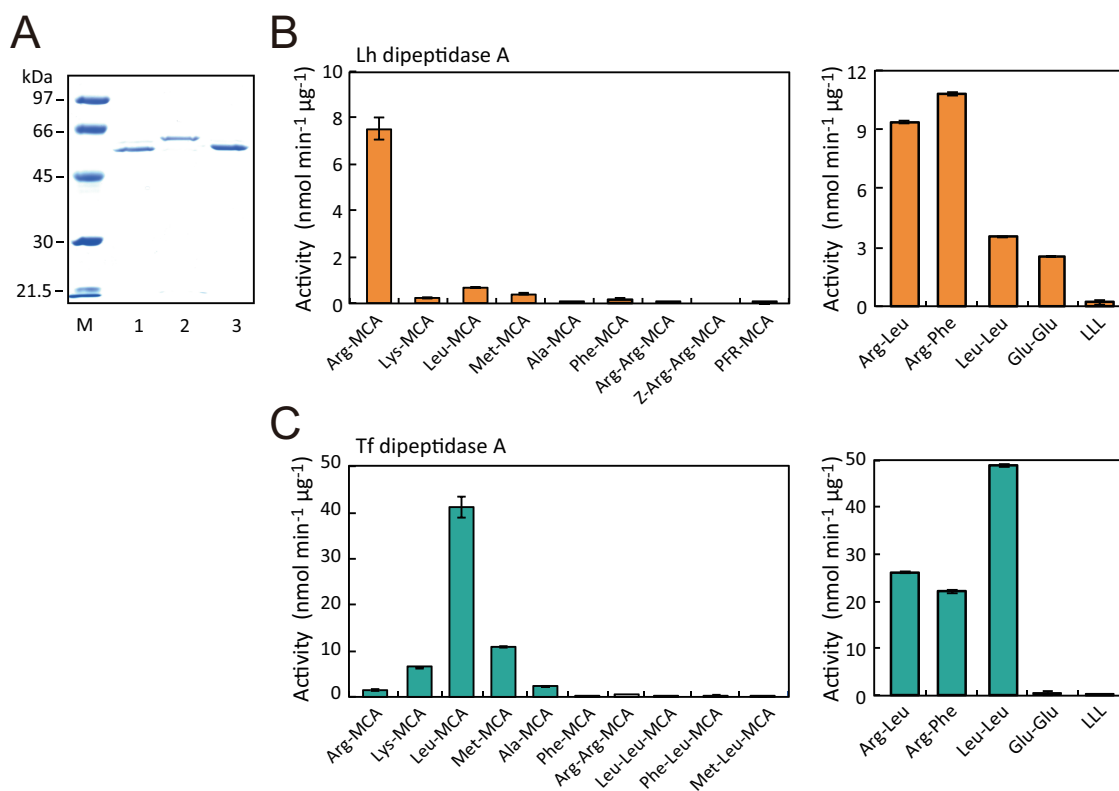 A
kDa
97
66
45
30
21.5
M 1 2 3
B
Lh dipeptidase A
Activity (nmol min-1 µg-1)
10
8
6
4
2
0
Arg-MCA
Lys-MCA
Leu-MCA
Met-MCA
Ala-MCA
Phe-MCA
Arg-Arg-MCA
Z-Arg-Arg-MCA
PFR-MCA
Activity (nmol min-1 µg-1)
12
9
6
3
0
Arg-Leu
Arg-Phe
Leu-Leu
Glu-Glu
LLL
C
Tf dipeptidase A
Activity (nmol min-1 µg-1)
50
40
30
20
10
0
Arg-MCA
Lys-MCA
Leu-MCA
Met-MCA
Ala-MCA
Phe-MCA
Arg-Arg-MCA
Leu-Leu-MCA
Phe-Leu-MCA
Met-Leu-MCA
Activity (nmol min-1 µg-1)
50
40
30
20
10
0
Arg-Leu
Arg-Phe
Leu-Leu
Glu-Glu
LLL